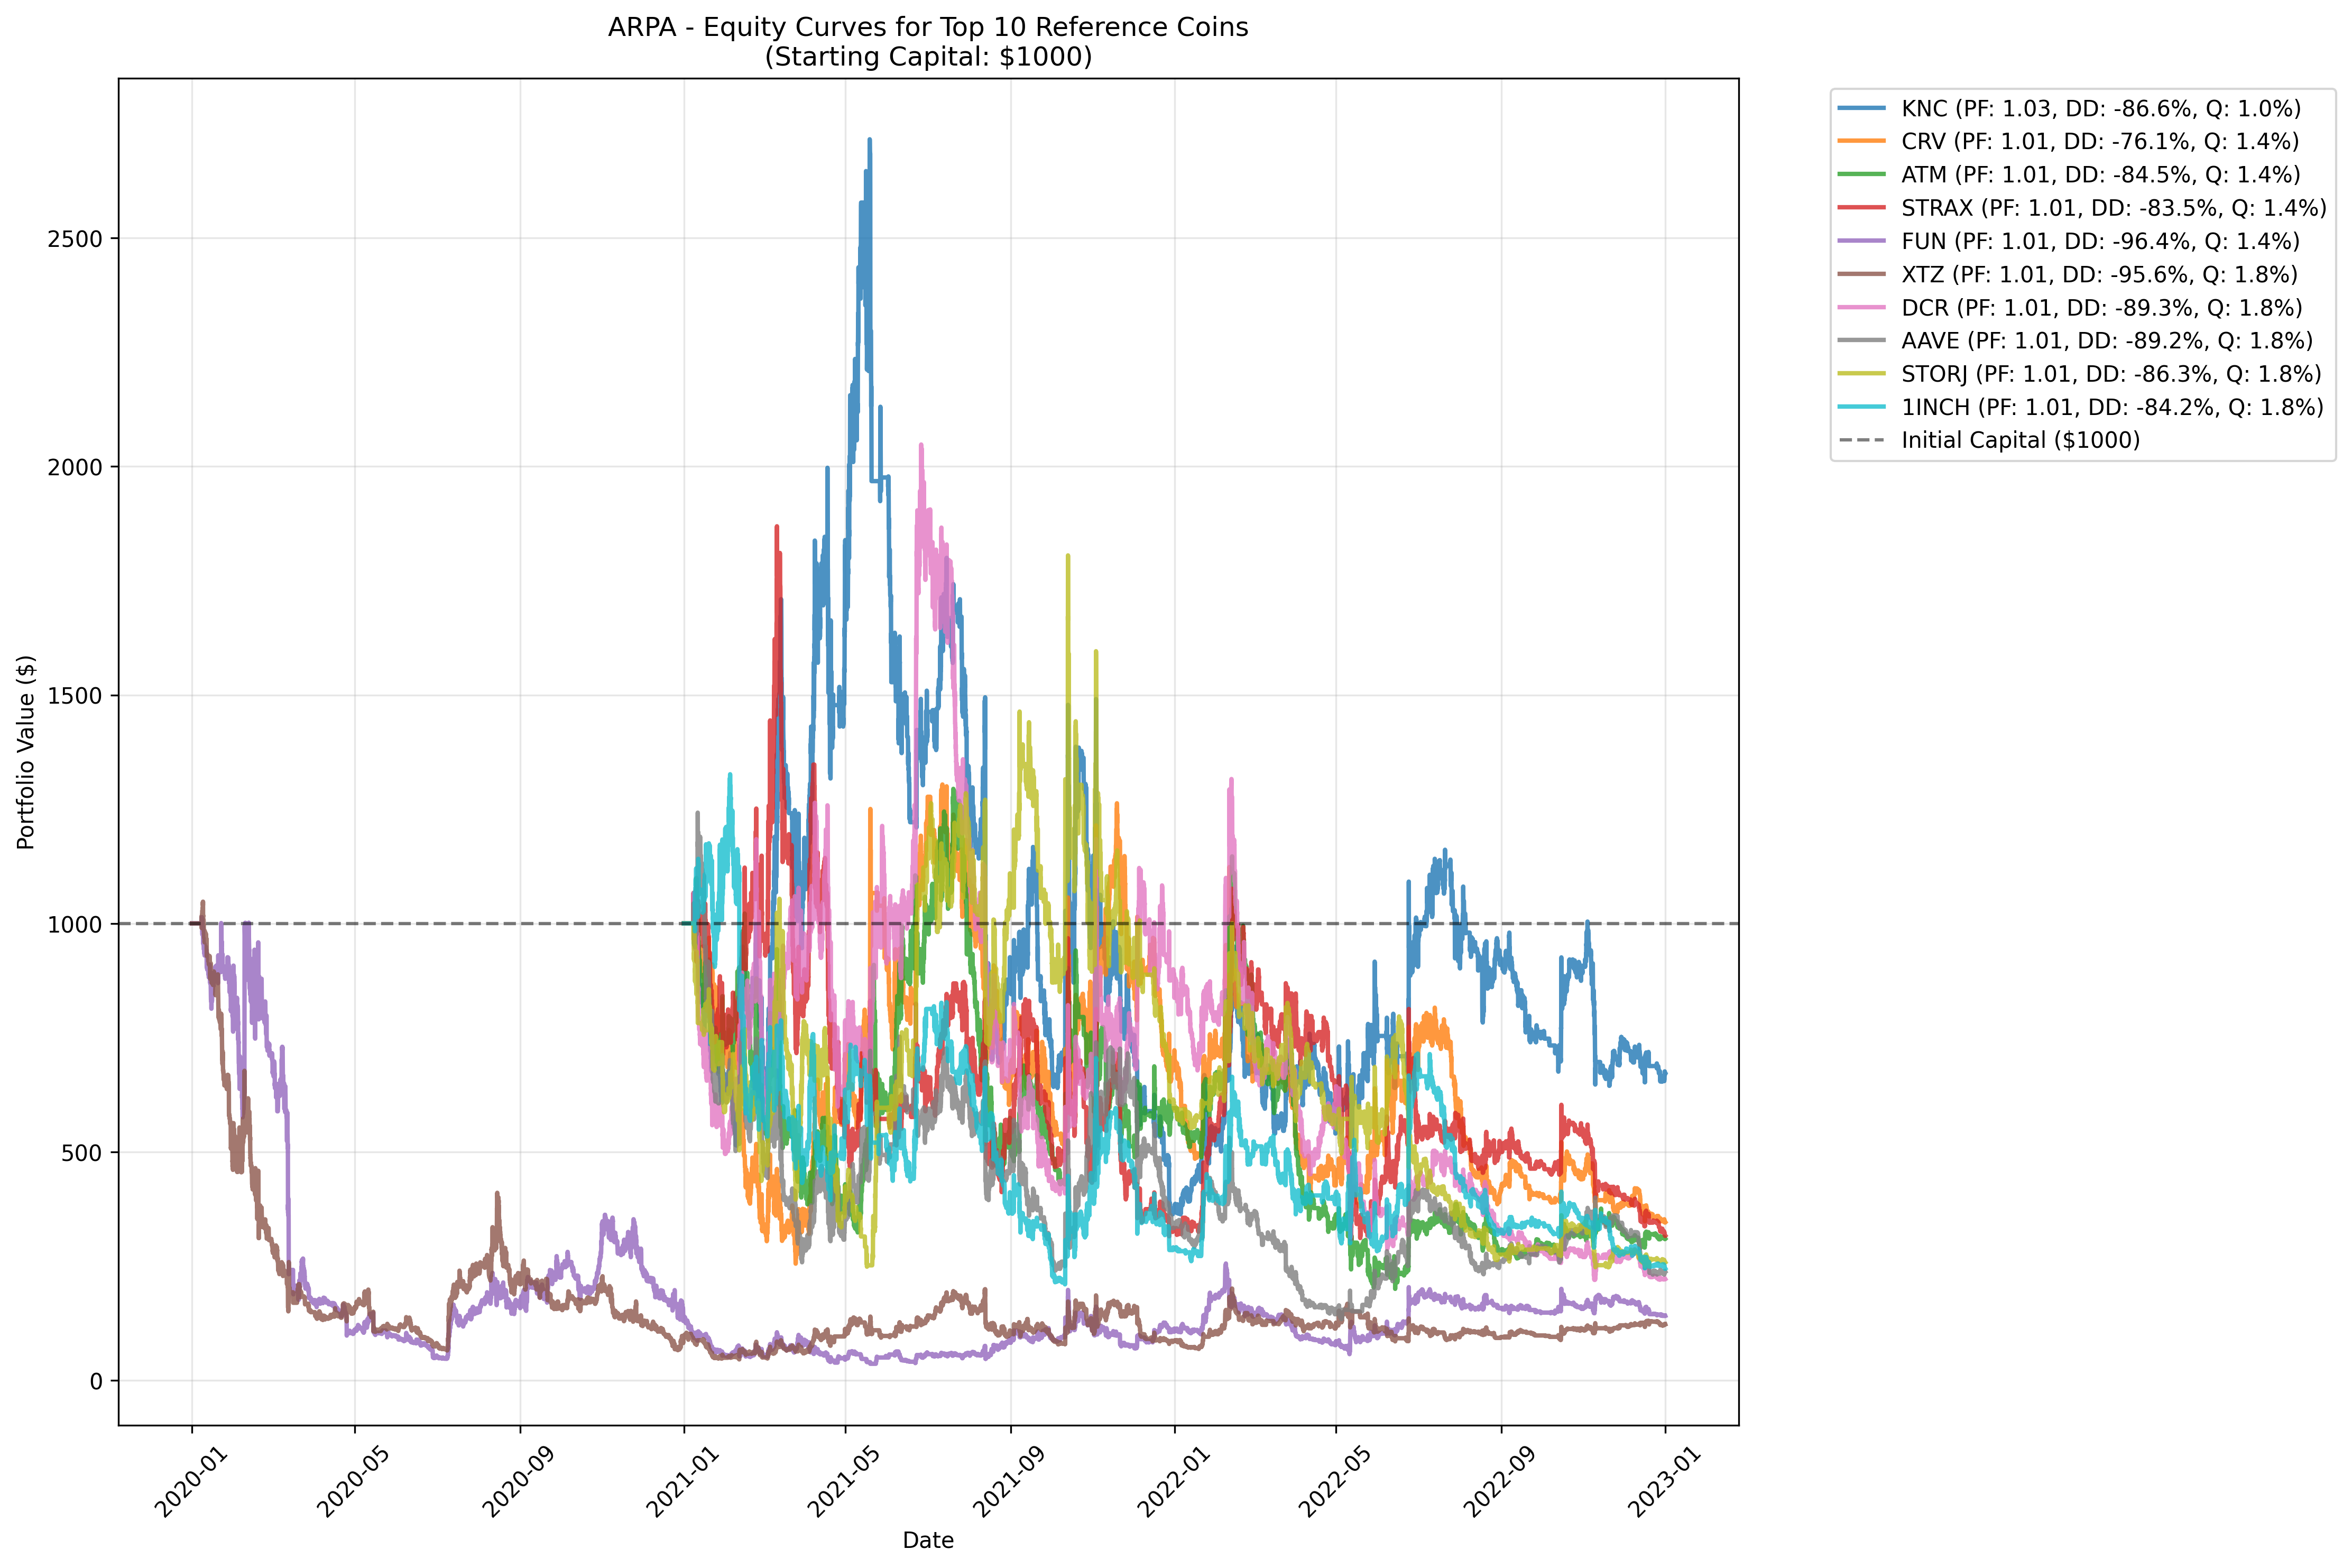 ARPA - Equity Curves for Top 10 Reference Coins
(Starting Capital: $1000)
KNC (PF: 1.03, DD: -86.6%, Q: 1.0%)
CRV (PF: 1.01, DD: -76.1%, Q: 1.4%)
ATM (PF: 1.01, DD: -84.5%, Q: 1.4%)
STRAX (PF: 1.01, DD: -83.5%, Q: 1.4%)
FUN (PF: 1.01, DD: -96.4%, Q: 1.4%)
XTZ (PF: 1.01, DD: -95.6%, Q: 1.8%)
DCR (PF: 1.01, DD: -89.3%, Q: 1.8%)
AAVE (PF: 1.01, DD: -89.2%, Q: 1.8%)
STORJ (PF: 1.01, DD: -86.3%, Q: 1.8%)
1INCH (PF: 1.01, DD: -84.2%, Q: 1.8%)
Initial Capital ($1000)
Portfolio Value ($)
2500
2000
1500
1000
500
0
2020-01
2020-05
2020-09
2021-01
2021-05
2021-09
2022-01
2022-05
2022-09
2023-01
Date